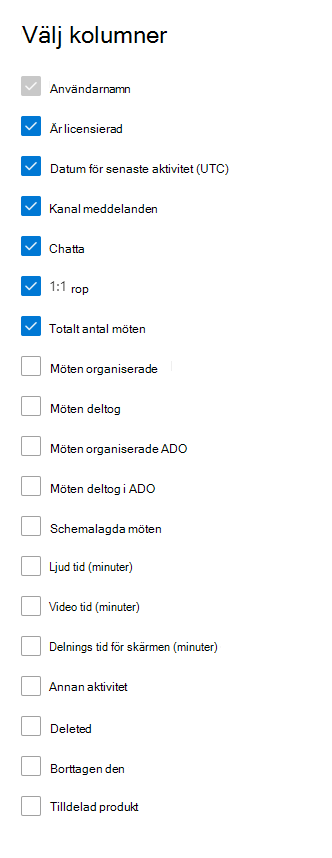 Välj kolumner
Användarnamn
Är licensierad
Datum för senaste aktivitet (UTC)
Kanal meddelanden
Chatta
1:1 rop
Totalt antal möten
Möten organiserade
Möten deltog
Möten organiserade ADO
Möten deltog i ADO
Schemalagda möten
Ljud tid (minuter)
Video tid (minuter)
Delnings tid för skärmen (minuter)
Annan aktivitet
Deleted
Borttagen den
Tilldelad produkt